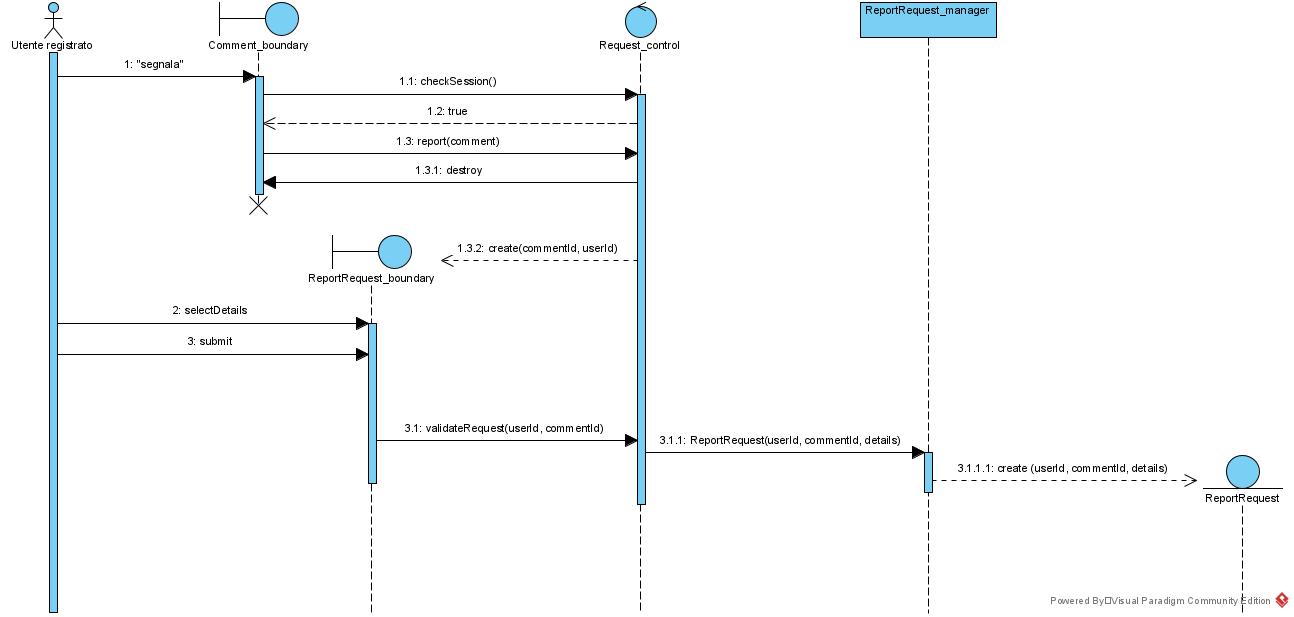 Utente registrato
Comment_boundary
Request_control
ReportRequest_manager
1: "segnala"
1.1: checkSession()
1.2: true
1.3: report(comment)
1.3.1: destroy
1.3.2: create(commentId, userId)
ReportRequest_boundary
2: selectDetails
3: submit
3.1: validateRequest(userId, commentId)
3.1.1: ReportRequest(userId, commentId, details)
3.1.1.1: create (userId, commentId, details)
ReportRequest
Powered By Visual Paradigm Community Edition